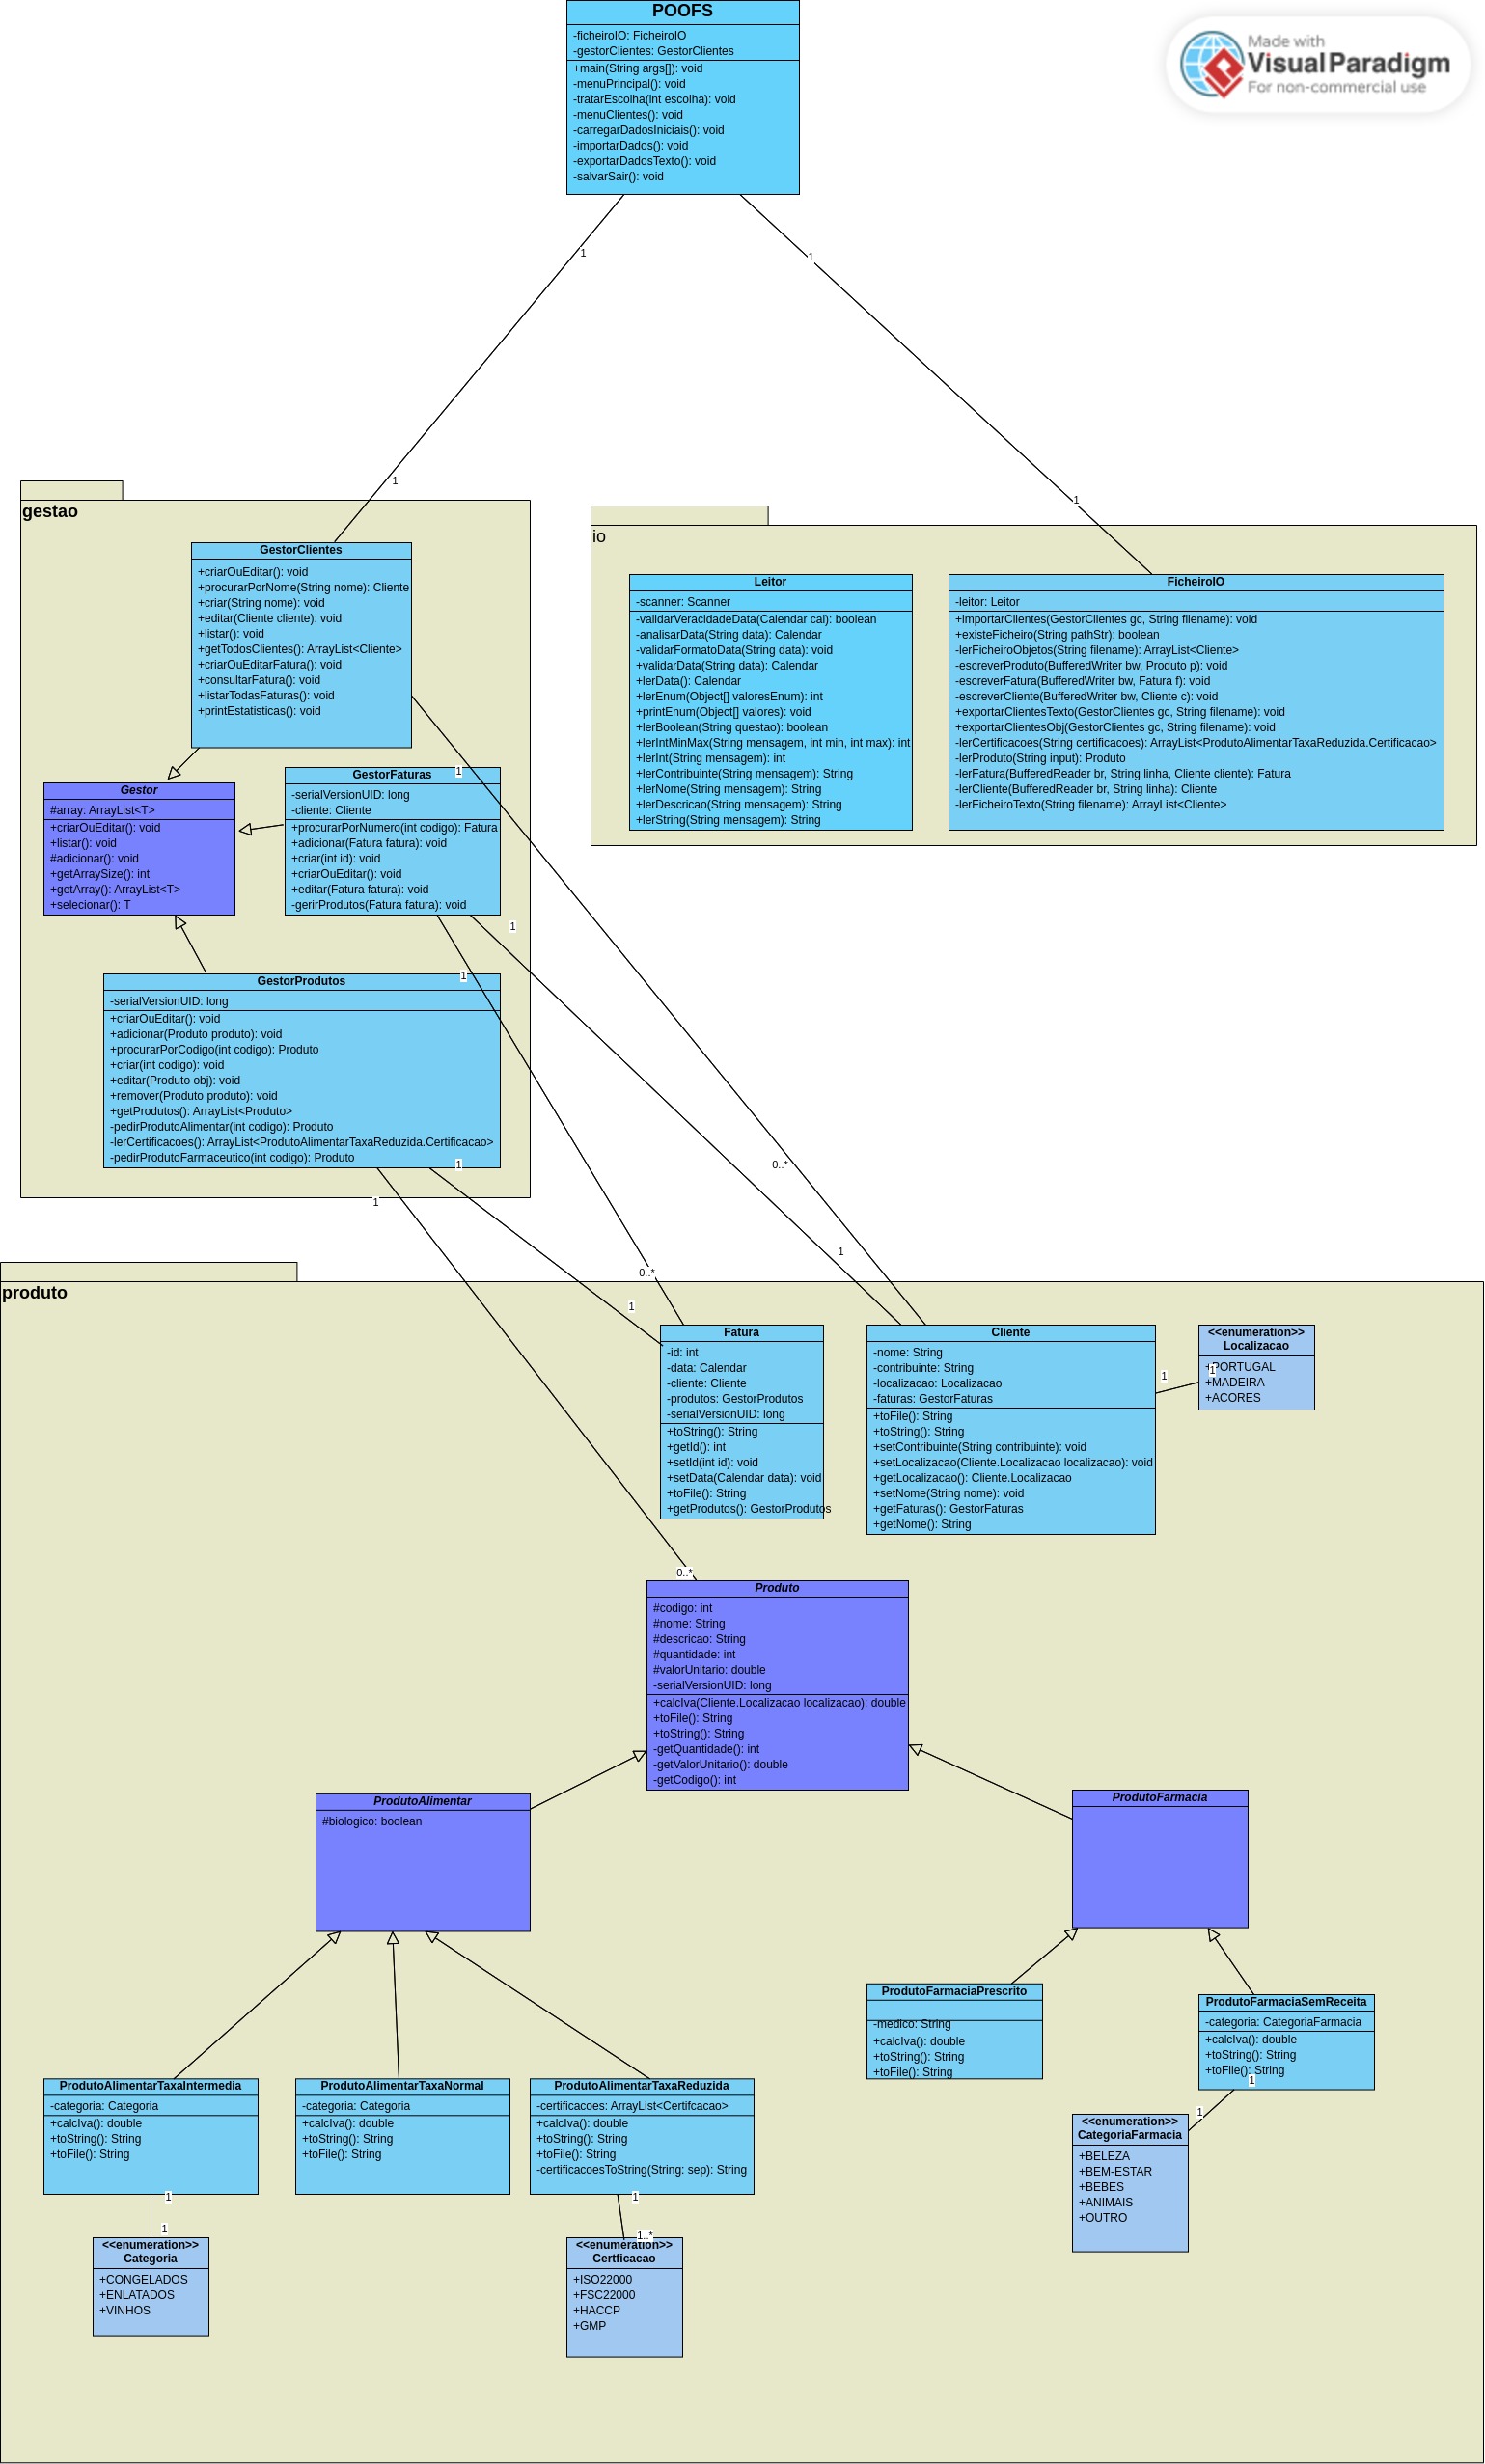 POOFS
-ficheiroIO: FicheiroIO
-gestorClientes: GestorClientes
+main(String args[]): void
-menuPrincipal(): void
-tratarEscolha(int escolha): void
-menuClientes(): void
-carregarDadosIniciais(): void
-importarDados(): void
-exportarDadosTexto(): void
-salvarSair(): void
Made with
Visual Paradigm
For non-commercial use
1
1
1
1
gestao
GestorClientes
+criarOuEditar(): void
+procurarPorNome(String nome): Cliente
+criar(String nome): void
+editar(Cliente cliente): void
+listar(): void
+getTodosClientes(): ArrayList<Cliente>
+criarOuEditarFatura(): void
+consultarFatura(): void
+listarTodasFaturas(): void
+printEstatisticas(): void
Gestor
#array: ArrayList<T>
+criarOuEditar(): void
+listar(): void
#adicionar(): void
+getArraySize(): int
+getArray(): ArrayList<T>
+selecionar(): T
GestorFaturas
-serialVersionUID: long
-cliente: Cliente
+procurarPorNumero(int codigo): Fatura
+adicionar(Fatura fatura): void
+criar(int id): void
+criarOuEditar(): void
+editar(Fatura fatura): void
-gerirProdutos(Fatura fatura): void
1
1
1
GestorProdutos
-serialVersionUID: long
+criarOuEditar(): void
+adicionar(Produto produto): void
+procurarPorCodigo(int codigo): Produto
+criar(int codigo): void
+editar(Produto obj): void
+remover(Produto produto): void
+getProdutos(): ArrayList<Produto>
-pedirProdutoAlimentar(int codigo): Produto
-lerCertificacoes(): ArrayList<ProdutoAlimentarTaxaReduzida.Certificacao>
-pedirProdutoFarmaceutico(int codigo): Produto
1
1
io
Leitor
-scanner: Scanner
-validarVeracidadeData(Calendar cal): boolean
-analisarData(String data): Calendar
-validarFormatoData(String data): void
+validarData(String data): Calendar
+lerData(): Calendar
+lerEnum(Object[] valoresEnum): int
+printEnum(Object[] valores): void
+lerBoolean(String questao): boolean
+lerIntMinMax(String mensagem, int min, int max): int
+lerInt(String mensagem): int
+lerContribuinte(String mensagem): String
+lerNome(String mensagem): String
+lerDescricao(String mensagem): String
+lerString(String mensagem): String
FicheiroIO
-leitor: Leitor
+importarClientes(GestorClientes gc, String filename): void
+existeFicheiro(String pathStr): boolean
-lerFicheiroObjetos(String filename): ArrayList<Cliente>
-escreverProduto(BufferedWriter bw, Produto p): void
-escreverFatura(BufferedWriter bw, Fatura f): void
-escreverCliente(BufferedWriter bw, Cliente c): void
+exportarClientesTexto(GestorClientes gc, String filename): void
+exportarClientesObj(GestorClientes gc, String filename): void
-lerCertificacoes(String certificacoes): ArrayList<ProdutoAlimentarTaxaReduzida.Certificacao>
-lerProduto(String input): Produto
-lerFatura(BufferedReader br, String linha, Cliente cliente): Fatura
-lerCliente(BufferedReader br, String linha): Cliente
-lerFicheiroTexto(String filename): ArrayList<Cliente>
0..*
1
0..*
1
produto
Fatura
-id: int
-data: Calendar
-cliente: Cliente
-produtos: GestorProdutos
-serialVersionUID: long
+toString(): String
+getId(): int
+setId(int id): void
+setData(Calendar data): void
+toFile(): String
+getProdutos(): GestorProdutos
Cliente
-nome: String
-contribuinte: String
-localizacao: Localizacao
-faturas: GestorFaturas
+toFile(): String
+toString(): String
+setContribuinte(String contribuinte): void
+setLocalizacao(Cliente.Localizacao localizacao): void
+getLocalizacao(): Cliente.Localizacao
+setNome(String nome): void
+getFaturas(): GestorFaturas
+getNome(): String
1
1
<<enumeration>>
Localizacao
+PORTUGAL
+MADEIRA
+ACORES
0..*
Produto
#codigo: int
#nome: String
#descricao: String
#quantidade: int
#valorUnitario: double
-serialVersionUID: long
+calcIva(Cliente.Localizacao localizacao): double
+toFile(): String
+toString(): String
-getQuantidade(): int
-getValorUnitario(): double
-getCodigo(): int
ProdutoAlimentar
#biologico: boolean
ProdutoFarmacia
ProdutoFarmaciaPrescrito
-medico: String
+calcIva(): double
+toString(): String
+toFile(): String
ProdutoFarmaciaSemReceita
-categoria: CategoriaFarmacia
+calcIva(): double
+toString(): String
+toFile(): String
1
1
<<enumeration>>
CategoriaFarmacia
+BELEZA
+BEM-ESTAR
+BEBES
+ANIMAIS
+OUTRO
ProdutoAlimentarTaxaIntermedia
-categoria: Categoria
+calcIva(): double
+toString(): String
+toFile(): String
ProdutoAlimentarTaxaNormal
-categoria: Categoria
+calcIva(): double
+toString(): String
+toFile(): String
ProdutoAlimentarTaxaReduzida
-certificacoes: ArrayList<Certifcacao>
+calcIva(): double
+toString(): String
+toFile(): String
-certificacoesToString(String: sep): String
1
1
<<enumeration>>
Categoria
+CONGELADOS
+ENLATADOS
+VINHOS
1
1..*
<<enumeration>>
Certficacao
+ISO22000
+FSC22000
+HACCP
+GMP